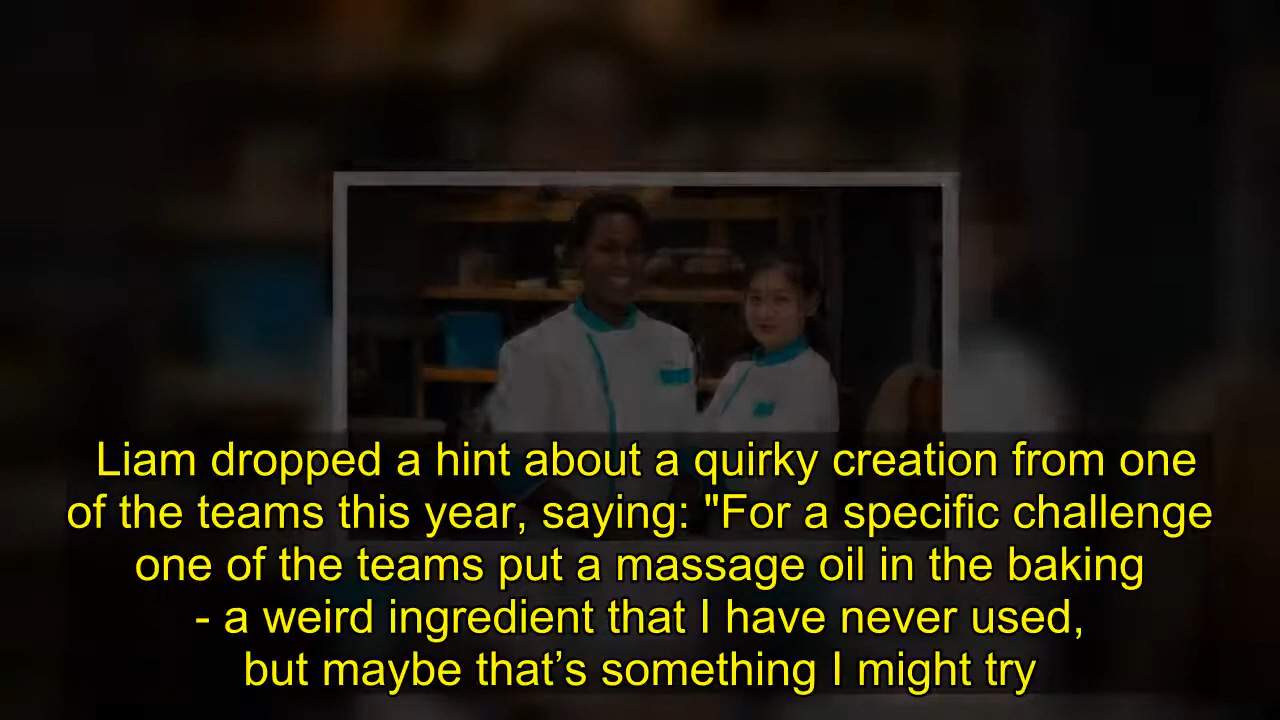 Liam dropped a hint about a quirky creation from one
of the teams this year, saying: "For a specific challenge
one of the teams put a massage oil in the baking
- a weird ingredient that I have never used,
but maybe that’s something I might try